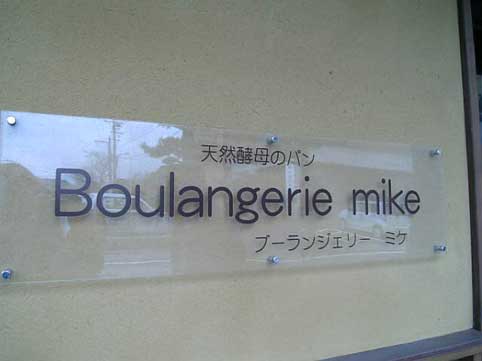 天然酵母のパン
Boulangerie mike
ブーランジェリー ミケ